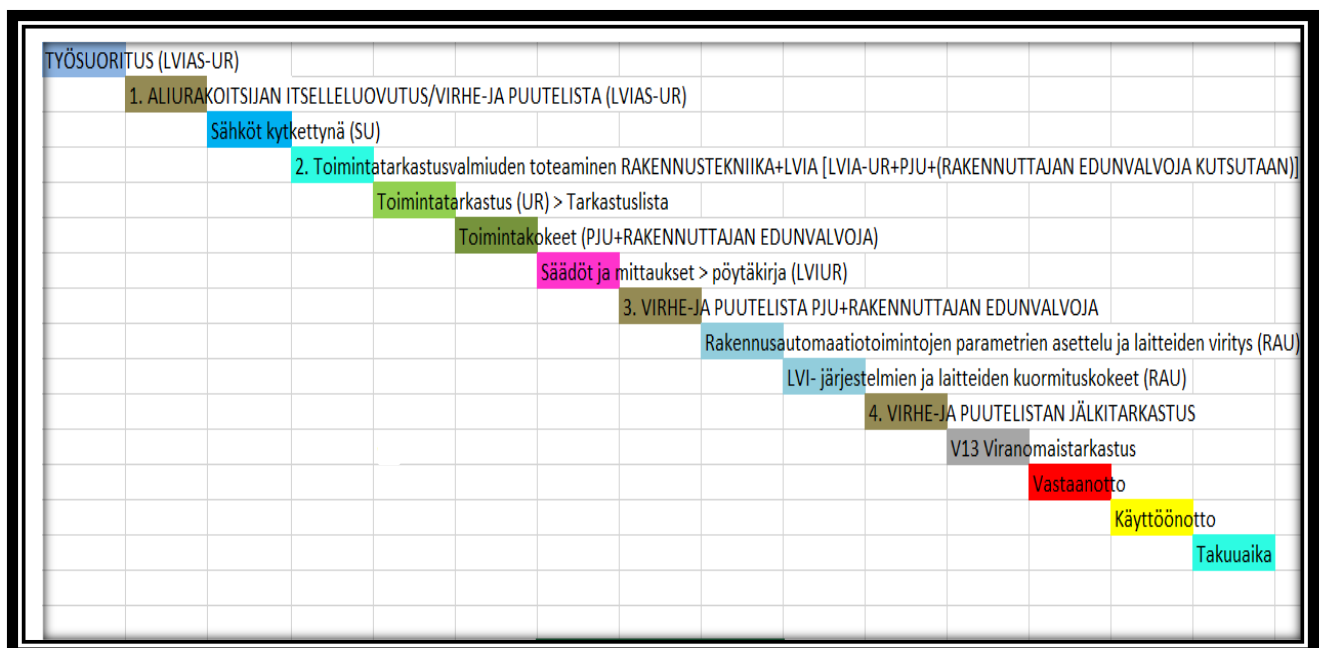 TYÖSUORITUS (LVIAS-UR)
1. ALIURAKOITSIJAN ITSELLELUOVUTUS/VIRHE-JA PUUTELISTA (LVIAS-UR)
Sähköt kytkettynä (SU)
2. Toimintatarkastusvalmiuden toteaminen RAKENNUSTEKNIIKA+LVIA [LVIA-UR+PJU+(RAKENNUTTAJAN EDUNVALVOJA KUTSUTAAN)]
Toimintatarkastus (UR) > Tarkastuslista
Toimintakokeet (PJU+RAKENNUTTAJAN EDUNVALVOJA)
Säädöt ja mittaukset > pöytäkirja (LVIUR)
3. VIRHE-JA PUUTELISTA PJU+RAKENNUTTAJAN EDUNVALVOJA
Rakennusautomaatiotoimintojen parametrien asettelu ja laitteiden viritys (RAU)
LVI- järjestelmien ja laitteiden kuormituskokeet (RAU)
4. VIRHE-JA PUUTELISTAN JÄLKITARKASTUS
V13 Viranomaistarkastus
Vastaanotto
Käyttöönotto
Takuuaika